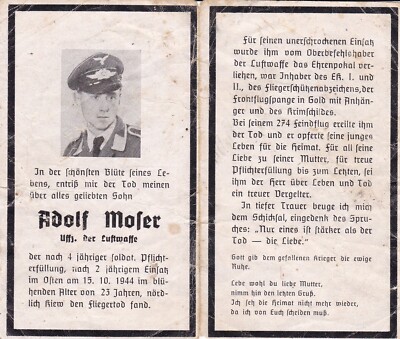 In der schönsten Blüte seines Le-
bens, entriß mir der Tod meinen
über alles geliebten Sohn
Adolf Moser
Uffz. der Luftwaffe
der nach 4 jähriger soldat. Pflicht-
erfüllung, nach 2 jährigem Einsatz
im Osten am 15. 10. 1944 im blü-
henden Alter von 23 Jahren, nörd-
lich Kiew den Fliegertod fand.
Für seinen unerschrockenen Einsatz
wurde ihm vom Oberbefehlshaber
der Luftwaffe das Ehrenpokal ver-
liehen, war Inhaber des EK. I. und
II., des Fliegerschützenabzeichens, der
Frontflugspange in Gold mit Anhän-
ger und des Krimschildes.
Bei seinem 274 Feindflug ereilte ihm
der Tod und er opferte sein junges
Leben für die Heimat. Für all seine
Liebe zu seiner Mutter, für treue
Pflichterfüllung bis zum Letzten, sei
ihm der Herr über Leben und Tod
ein treuer Vergelter.
In tiefer Trauer beuge ich mich
dem Schicksal, eingedenk des Spru-
ches: "Nur eines ist stärker als der
Tod — die Liebe."
Gott gib dem gefallenen Krieger die ewige
Ruhe.
Lebe wohl du liebe Mutter,
nimm hin den letzten Gruß.
Ich seh die Heimat nicht mehr wieder,
da ich von Euch scheiden muß.